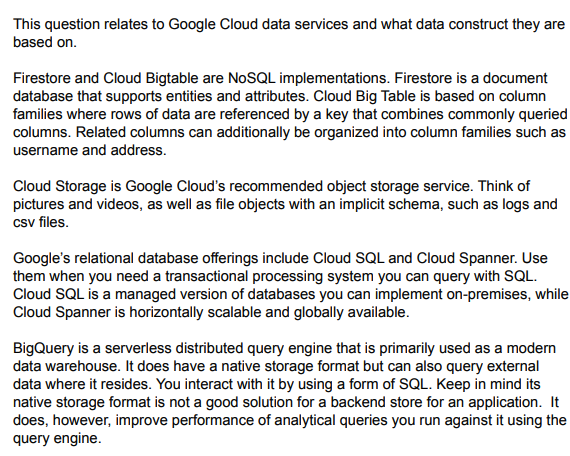 This question relates to Google Cloud data services and what data construct they are
based on.
Firestore and Cloud Bigtable are NoSQL implementations. Firestore is a document
database that supports entities and attributes. Cloud Big Table is based on column
families where rows of data are referenced by a key that combines commonly queried
columns. Related columns can additionally be organized into column families such as
username and address.
Cloud Storage is Google Cloud's recommended object storage service. Think of
pictures and videos, as well as file objects with an implicit schema, such as logs and
csv files.
Google's relational database offerings include Cloud SQL and Cloud Spanner. Use
them when you need a transactional processing system you can query with SQL.
Cloud SQL is a managed version of databases you can implement on-premises, while
Cloud Spanner is horizontally scalable and globally available.
BigQuery is a serverless distributed query engine that is primarily used as a modern
data warehouse. It does have a native storage format but can also query external
data where it resides. You interact with it by using a form of SQL. Keep in mind its
native storage format is not a good solution for a backend store for an application.  It
does, however, improve performance of analytical queries you run against it using the
query engine.